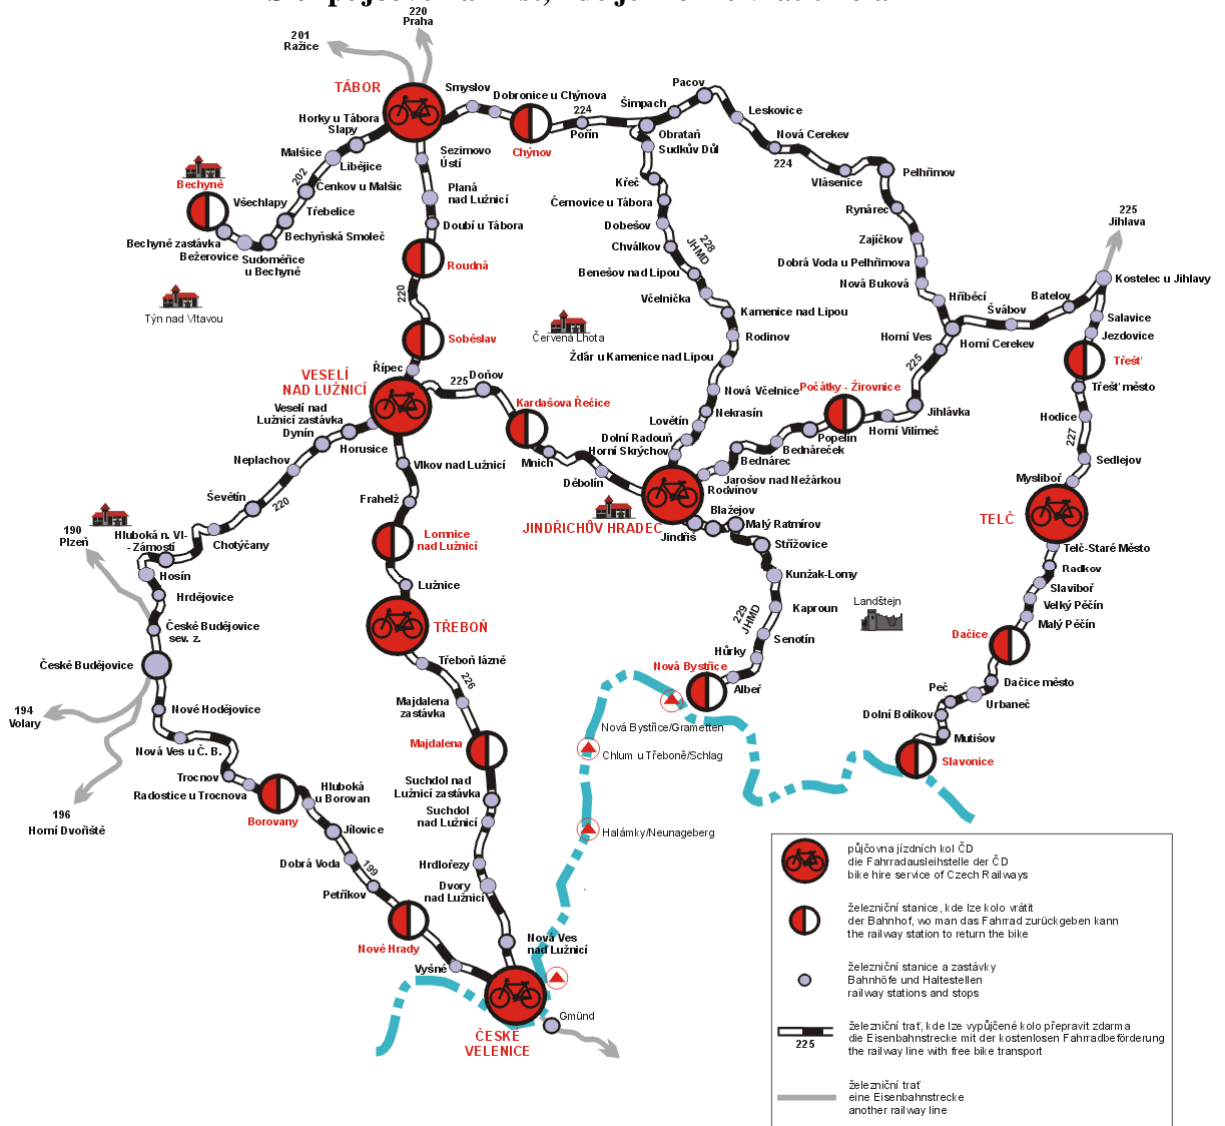 220
Praha
201
Ražice
TÁBOR
Smyslov
Dobronice u Chýnova
Pacov
Šimpach
224
Leskovice
Horky u Tábora
Slapy
Pořín
Obrataň
Nová Cerekev
Chýnov
Sudkův Důl
224
Malšice
Libějice
Sezimovo
Ústí
Pelhřimov
Vlásenice
202
Bechyně
Všechlapy
Čenkov u Malšic
Planá
nad Lužnicí
Křeč
Třebelice
Černovice u Tábora
Rynárec
225
Jihlava
Doubí u Tábora
Dobešov
Bechyně zastávka
Bechyňská Smoleč
Zajíčkov
Bežerovice
Sudoměřice
u Bechyně
Chválkov
228
JHMD
Roudná
Benešov nad Lipou
Dobrá Voda u Pelhřimova
Kostelec u Jihlavy
Nová Buková
220
Včelnička
Hříběcí
Batelov
Týn nad Vltavou
Kamenice nad Lipou
Švábov
Salavice
Soběslav
Červená Lhota
Rodinov
Horní Ves
Horní Cerekev
Jezdovice
Žďár u Kamenice nad Lipou
225
Třešť
Řípec
VESELÍ
NAD LUŽNICÍ
225
Doňov
Nová Včelnice
Počátky - Žirovnice
Třešť město
Kardašova Řečice
Veselí nad
Lužnicí zastávka
Nekrasín
Jihlávka
Lovětín
Horní Vilímeč
Hodice
Dynín
Horusice
Dolní Radouň
Popelín
227
Horní Skrýchov
Bednáreček
Neplachov
Vlkov nad Lužnicí
Mnich
Bednárec
Sedlejov
Děbolín
Jarošov nad Nežárkou
Mysliboř
Rodvínov
Ševětín
220
Frahelž
Blažejov
TELČ
190
Plzeň
JINDŘICHŮV HRADEC
Malý Ratmírov
Hluboká n. Vl-
- Zámostí
Chotýčany
Lomnice
nad Lužnicí
Jindřiš
Střížovice
Telč-Staré Město
Hosín
Radkov
Kunžak-Lomy
Lužnice
Slaviboř
Hrdějovice
Landštejn
Velký Pěčín
229
JHMD
Kaproun
Malý Pěčín
České Budějovice
sev. z.
TŘEBOŇ
Dačice
Senotín
Hůrky
České Budějovice
Třeboň lázně
Nová Bystřice
226
Albeř
Dačice město
Peč
Majdalena
zastávka
Urbaneč
194
Volary
Nové Hodějovice
Dolní Bolíkov
Nová Bystřice/Grametten
Mutišov
Majdalena
Nová Ves u Č. B.
Chlum u Třeboně/Schlag
Slavonice
Trocnov
Hluboká
u Borovan
Suchdol nad
Lužnicí zastávka
Radostice u Trocnova
196
Horní Dvořiště
Borovany
Suchdol
nad Lužnicí
Jílovice
Halámky/Neunageberg
Dobrá Voda
199
Hrdlořezy
Petříkov
Dvory
nad Lužnicí
Nové Hrady
Nová Ves
nad Lužnicí
Vyšné
Gmünd
ČESKÉ
VELENICE
půjčovna jízdních kol ČD
die Fahrradausleihstelle der ČD
bike hire service of Czech Railways
železniční stanice, kde lze kolo vrátit
der Bahnhof, wo man das Fahrrad zurückgeben kann
the railway station to return the bike
železniční stanice a zastávky
Bahnhöfe und Haltestellen
railway stations and stops
225
železniční trať, kde lze vypůjčené kolo přepravit zdarma
die Eisenbahnstrecke mit der kostenlosen Fahrradbeförderung
the railway line with free bike transport
železniční trať
eine Eisenbahnstrecke
another railway line